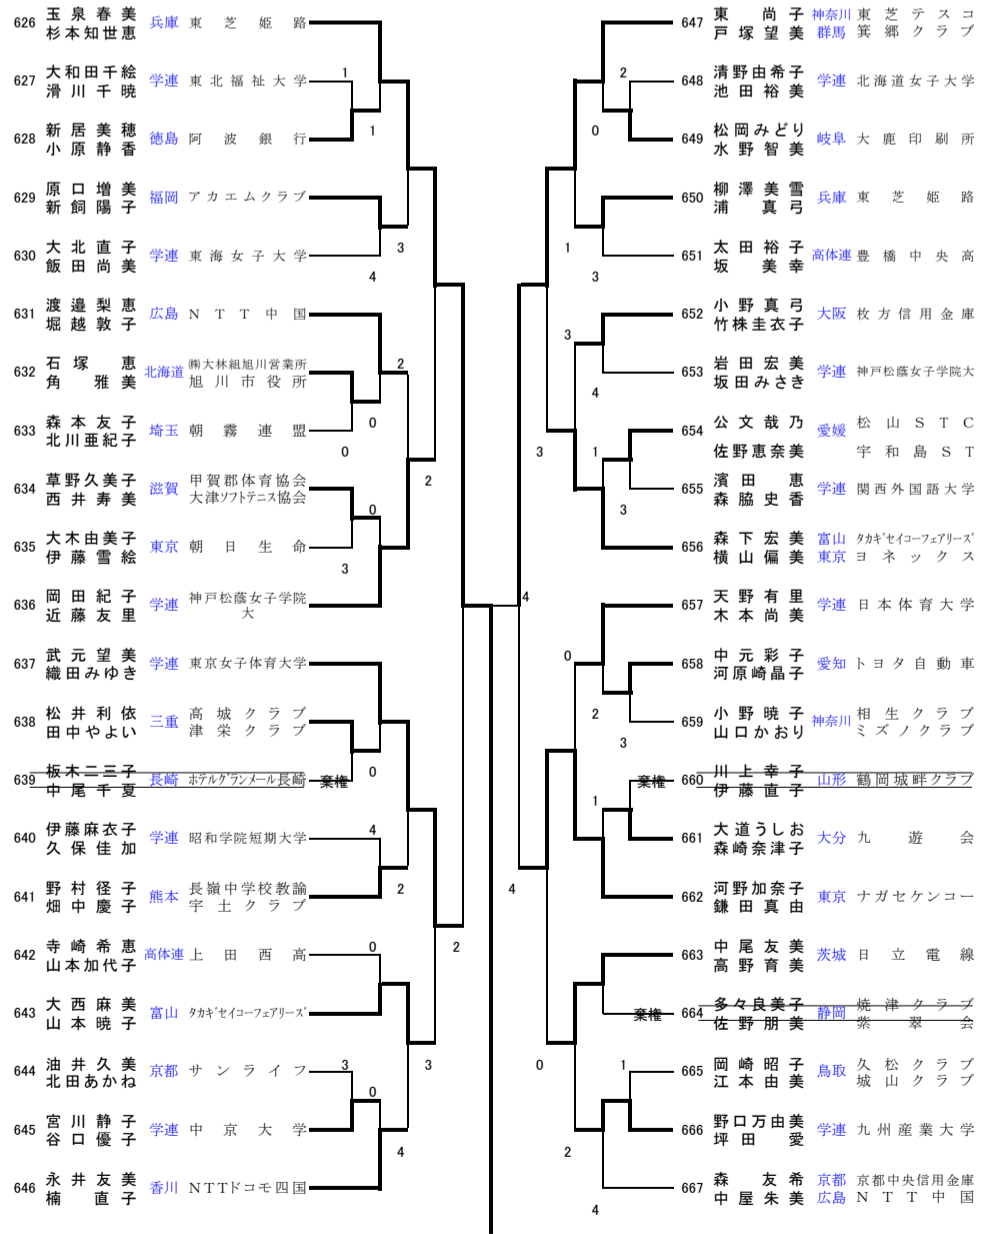 626 玉泉春美 兵庫 東芝姫路
杉本知世恵
627 大和田千絵 学連 東北福祉大学 1
滑川千暁
1
628 新居美穂 徳島 阿波銀行
小原静香
629 原口増美 福岡 アカエムクラブ
新飼陽子
3
630 大北直子 学連 東海女子大学
飯田尚美
4
631 渡邉梨恵 広島 NTT中国
堀越敦子
2
632 石塚恵 北海道 ㈱大林組旭川営業所
角雅美 旭川市役所
0
633 森本友子 埼玉 朝霧連盟
北川亜紀子
0
2
634 草野久美子 滋賀 甲賀郡体育協会
西井寿美 大津ソフトテニス協会
0
635 大木由美子 東京 朝日生命
伊藤雪絵
3
636 岡田紀子 学連 神戸松蔭女子学院大
近藤友里
637 武元望美 学連 東京女子体育大学
織田みゆき
638 松井利依 三重 高城クラブ
田中やよい 津栄クラブ
0
639 板木二三子 長崎 ホテルグランメール長崎 棄権
中尾千夏
640 伊藤麻衣子 学連 昭和学院短期大学 4
久保佳加
2
641 野村径子 熊本 長嶺中学校教諭
畑中慶子 宇土クラブ
2
642 寺崎希恵 高体連 上田西高 0
山本加代子
643 大西麻美 富山 タカギセイコーフェアリーズ
山本暁子
3
644 油井久美 京都 サンライフ 3
北田あかね
0
645 宮川静子 学連 中京大学
谷口優子
4
646 永井友美 香川 NTTドコモ四国
楠直子
647 東尚子 神奈川 東芝テスコ
戸塚望美 群馬 箕郷クラブ
2
648 清野由希子 学連 北海道女子大学
池田裕美
0
649 松岡みどり 岐阜 大鹿印刷所
水野智美
650 柳澤美雪 兵庫 東芝姫路
浦真弓
1
651 太田裕子 高体連 豊橋中央高
坂美幸
3
652 小野真弓 大阪 枚方信用金庫
竹株圭衣子
3
653 岩田宏美 学連 神戸松蔭女子学院大
坂田みさき
4
654 公文哉乃 愛媛 松山STC
佐野恵奈美 宇和島ST
3
1
655 濱田恵 学連 関西外国語大学
森脇史香
3
656 森下宏美 富山 タカギセイコーフェアリーズ
横山偏美 東京 ヨネックス
4
657 天野有里 学連 日本体育大学
木本尚美
0
658 中元彩子 愛知 トヨタ自動車
河原崎晶子
2
659 小野暁子 神奈川 相生クラブ
山口かおり ミズノクラブ
3
棄権 660 川上幸子 山形 鶴岡城畔クラブ
伊藤直子
1
661 大道うしお 大分 九遊会
森崎奈津子
4
662 河野加奈子 東京 ナガセケンコー
鎌田真由
663 中尾友美 茨城 日立電線
高野育美
棄権 664 多々良美子 静岡 焼津クラブ
佐野朋美 紫翠会
0
1
665 岡崎昭子 鳥取 久松クラブ
江本由美 城山クラブ
666 野口万由美 学連 九州産業大学
坪田愛
2
667 森友希 京都 京都中央信用金庫
中屋朱美 広島 NTT中国
4